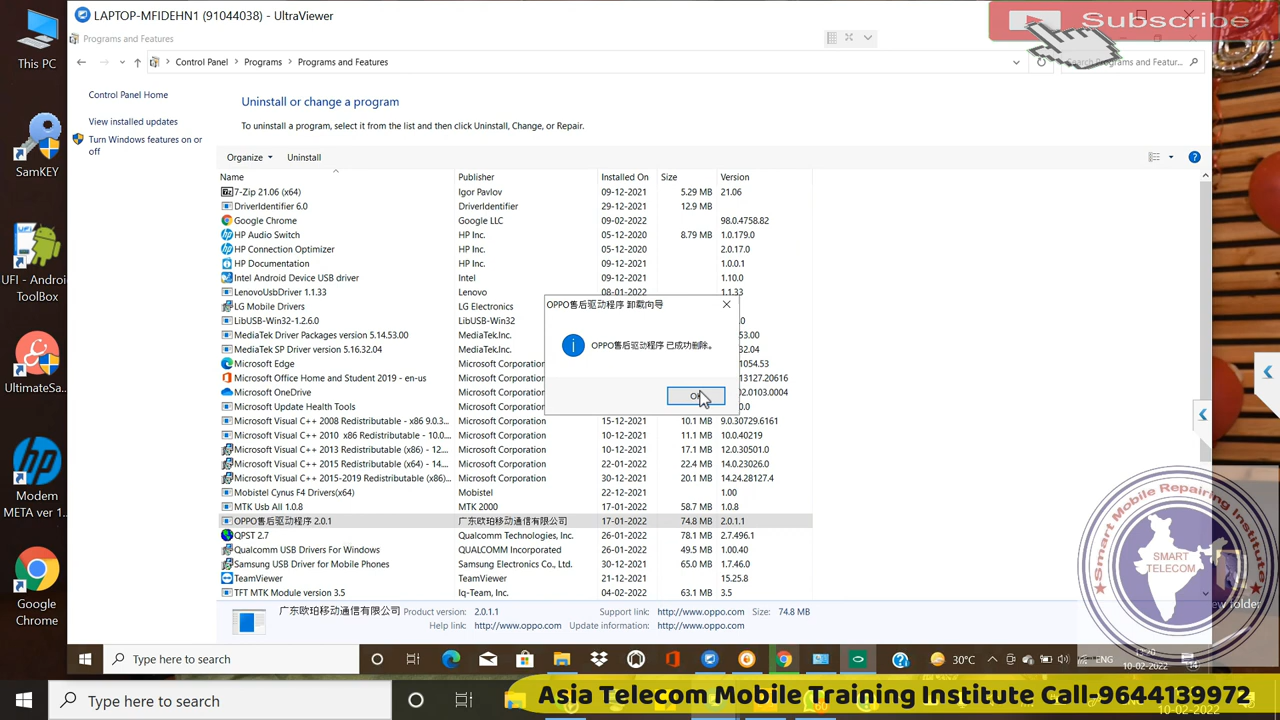 LAPTOP-MFIDEHN1 (91044038) - UltraViewer
Subscribe
This PC
SamKEY
UFI - Androi
ToolBox
UltimateSa...
Modem
META ver 1...
Google
Chrome
Programs and Features
Control Panel
Programs
Programs and Features
Search Programs and Featur...
Control Panel Home
View installed updates
Turn Windows features on or
off
Uninstall or change a program
To uninstall a program, select it from the list and then click Uninstall, Change, or Repair.
Organize
Uninstall
Name Publisher Installed On Size Version
7-Zip 21.06 (x64) Igor Pavlov 09-12-2021 5.29 MB 21.06
DriverIdentifier 6.0 DriverIdentifier 29-12-2021 12.9 MB
Google Chrome Google LLC 09-02-2022 98.0.4758.82
HP Audio Switch HP Inc. 05-12-2020 8.79 MB 1.0.179.0
HP Connection Optimizer HP Inc. 05-12-2020 2.0.17.0
HP Documentation HP Inc. 1.0.0.1
Intel Android Device USB driver Intel 09-12-2021 1.10.0
LenovoUsbDriver 1.1.33 Lenovo 08-01-2022 1.1.33
LG Mobile Drivers LG Electronics
LibUSB-Win32-1.2.6.0 LibUSB-Win32
MediaTek Driver Packages version 5.14.53.00 MediaTek.Inc. 53.00
MediaTek SP Driver version 5.16.32.04 MediaTek.Inc. 32.04
Microsoft Edge Microsoft Corporation 1054.53
Microsoft Office Home and Student 2019 - en-us Microsoft Corporation 13127.20616
Microsoft OneDrive Microsoft Corporation 02.0103.0004
Microsoft Update Health Tools Microsoft Corporation
Microsoft Visual C++ 2008 Redistributable - x86 9.0.3... Microsoft Corporation 15-12-2021 10.1 MB 9.0.30729.6161
Microsoft Visual C++ 2010 x86 Redistributable - 10.0... Microsoft Corporation 10-12-2021 11.1 MB 10.0.40219
Microsoft Visual C++ 2013 Redistributable (x86) - 12... Microsoft Corporation 10-12-2021 17.1 MB 12.0.30501.0
Microsoft Visual C++ 2015 Redistributable (x64) - 14... Microsoft Corporation 22-01-2022 22.4 MB 14.0.23026.0
Microsoft Visual C++ 2015-2019 Redistributable (x86)... Microsoft Corporation 30-12-2021 20.1 MB 14.24.28127.4
Mobistel Cynus F4 Drivers(x64) Mobistel 22-12-2021 1.00
MTK Usb All 1.0.8 MTK 2000 17-01-2022 58.7 MB 1.0.8
OPPO售后驱动程序 2.0.1 广东欧珀移动通信有限公司 17-01-2022 74.8 MB 2.0.1.1
QPST 2.7 Qualcomm Technologies, Inc. 26-01-2022 78.1 MB 2.7.496.1
Qualcomm USB Drivers For Windows QUALCOMM Incorporated 26-01-2022 49.5 MB 1.00.40
Samsung USB Driver for Mobile Phones Samsung Electronics Co., Ltd. 30-12-2021 65.0 MB 1.7.46.0
TeamViewer TeamViewer 21-12-2021 15.25.8
TFT MTK Module version 3.5 Iq-Team, Inc. 04-02-2022 63.1 MB 3.5
OPPO售后驱动程序 卸载向导
OPPO售后驱动程序 已成功删除。
广东欧珀移动通信有限公司 Product version: 2.0.1.1 Support link: http://www.oppo.com Size: 74.8 MB
Help link: http://www.oppo.com Update information: http://www.oppo.com
Smart Mobile Repairing Institute
SMART
TELECOM
Type here to search
30°C
ENG
10-02-2022
Type here to search
Asia Telecom Mobile Training Institute Call-9644139972